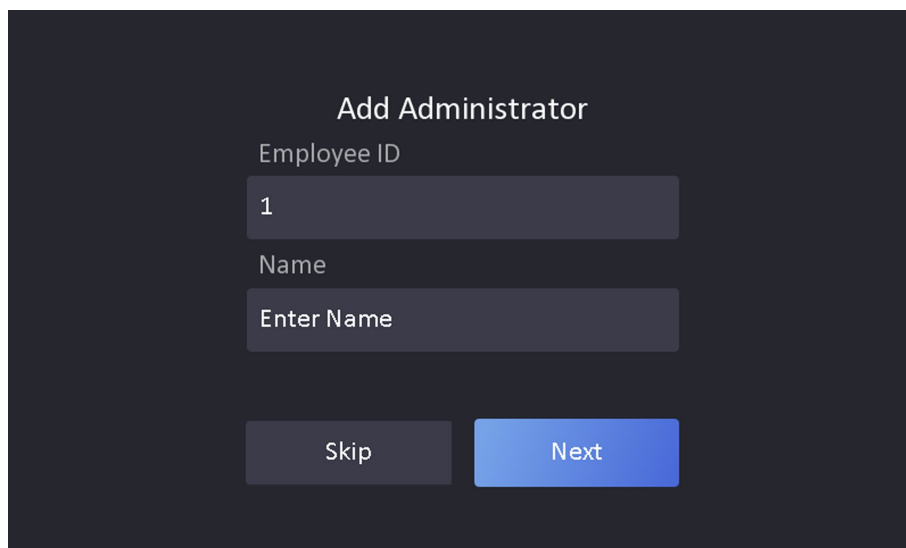 Add Administrator
Employee ID
1
Name
Enter Name
Skip
Next